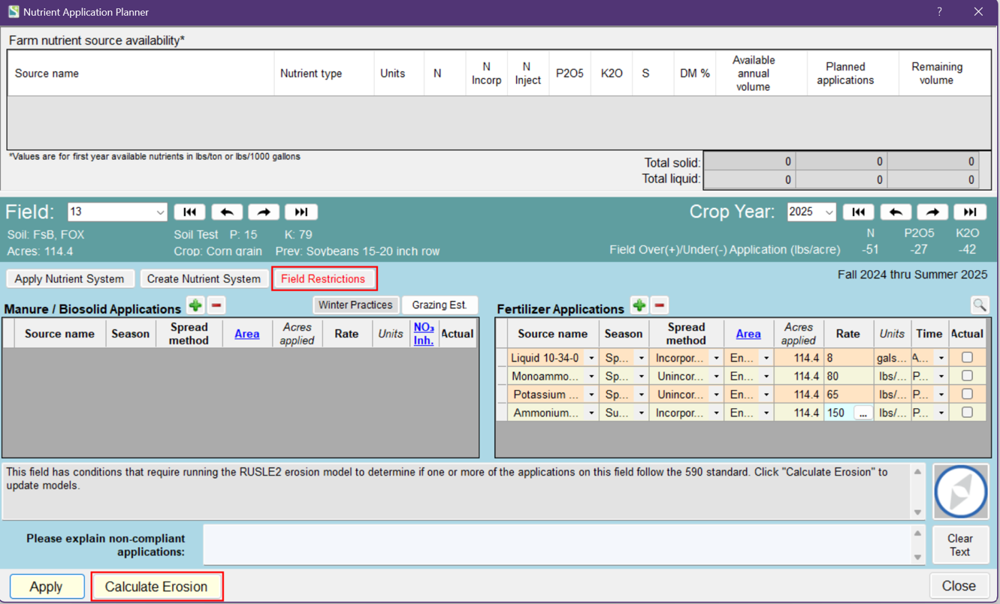 Nutrient Application Planner
?
Farm nutrient source availability*
Source name Nutrient type Units N N Incorp N Inject P2O5 K2O S DM % Available annual volume Planned applications Remaining volume
*Values are for first year available nutrients in lbs/ton or lbs/1000 gallons
Total solid: 0 0 0
Total liquid: 0 0 0
Field: 13 Crop Year: 2025
Soil: FsB, FOX Soil Test P: 15 K: 79 N P2O5 K2O
Acres: 114.4 Crop: Corn grain Prev: Soybeans 15-20 inch row Field Over(+)/Under(-) Application (lbs/acre) -51 -27 -42
Apply Nutrient System Create Nutrient System Field Restrictions Fall 2024 thru Summer 2025
Manure / Biosolid Applications Winter Practices Grazing Est. Fertilizer Applications
Source name Season Spread method Area Acres applied Rate Units NO₃ Inh. Actual
Source name Season Spread method Area Acres applied Rate Units Time Actual
Liquid 10-34-0 Sp... Incorpor... En... 114.4 8 gals... A...
Monoammo... Sp... Unincor... En... 114.4 80 lbs/... P...
Potassium ... Sp... Unincor... En... 114.4 65 lbs/... P...
Ammonium... Su... Incorpor... En... 114.4 150 ... lbs/... P...
This field has conditions that require running the RUSLE2 erosion model to determine if one or more of the applications on this field follow the 590 standard. Click "Calculate Erosion" to
update models.
Please explain non-compliant
applications:
Clear
Text
Apply Calculate Erosion Close